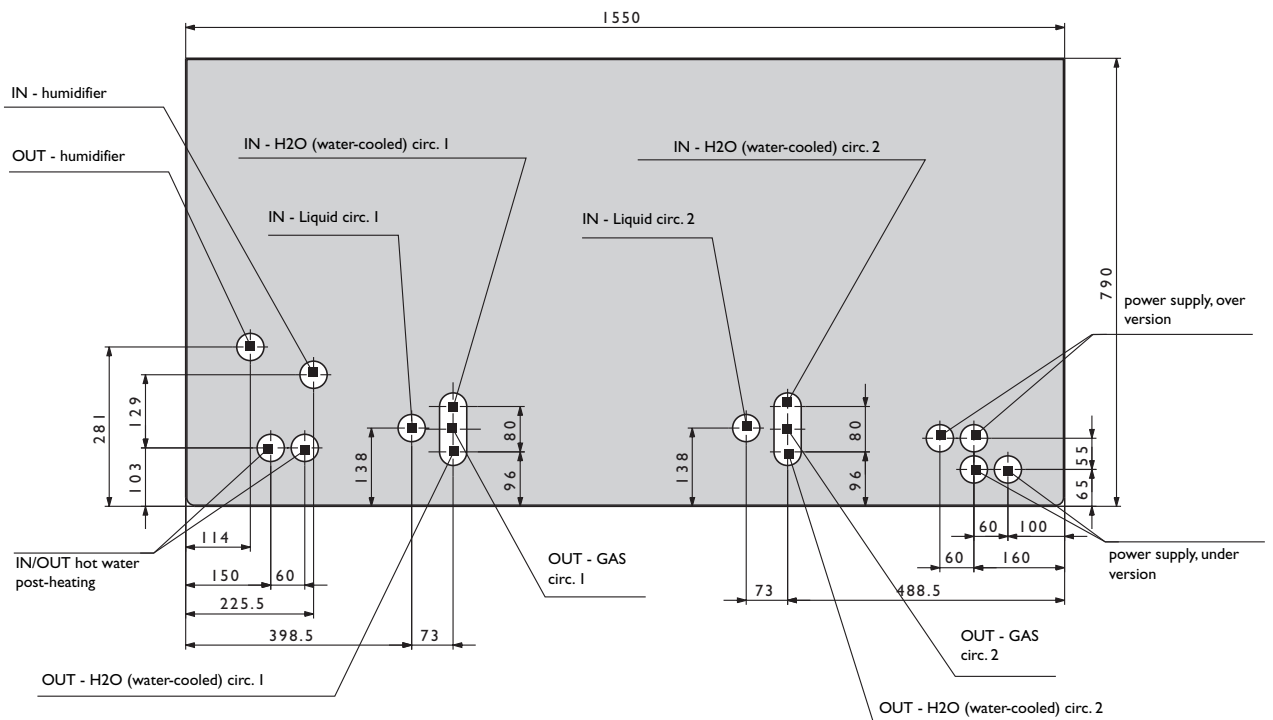 1550
IN - humidifier
OUT - humidifier
IN - H2O (water-cooled) circ. 1
IN - H2O (water-cooled) circ. 2
IN - Liquid circ. 1
IN - Liquid circ. 2
790
power supply, over
version
281
129
103
138
80
96
138
80
96
55
65
114
150
60
225.5
398.5
73
73
488.5
60
100
60
160
IN/OUT hot water
post-heating
OUT - GAS
circ. 1
power supply, under
version
OUT - GAS
circ. 2
OUT - H2O (water-cooled) circ. 1
OUT - H2O (water-cooled) circ. 2